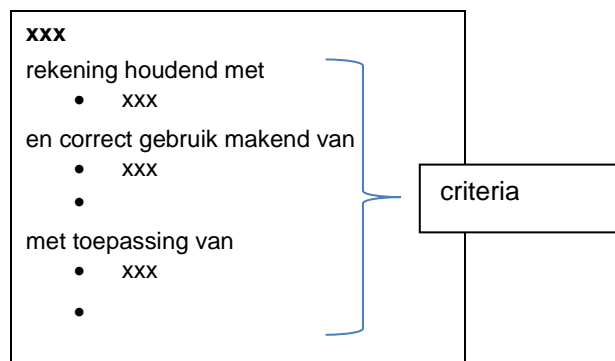 xxx
rekening houdend met
• xxx
en correct gebruik makend van
• xxx
•
met toepassing van
• xxx
•
criteria